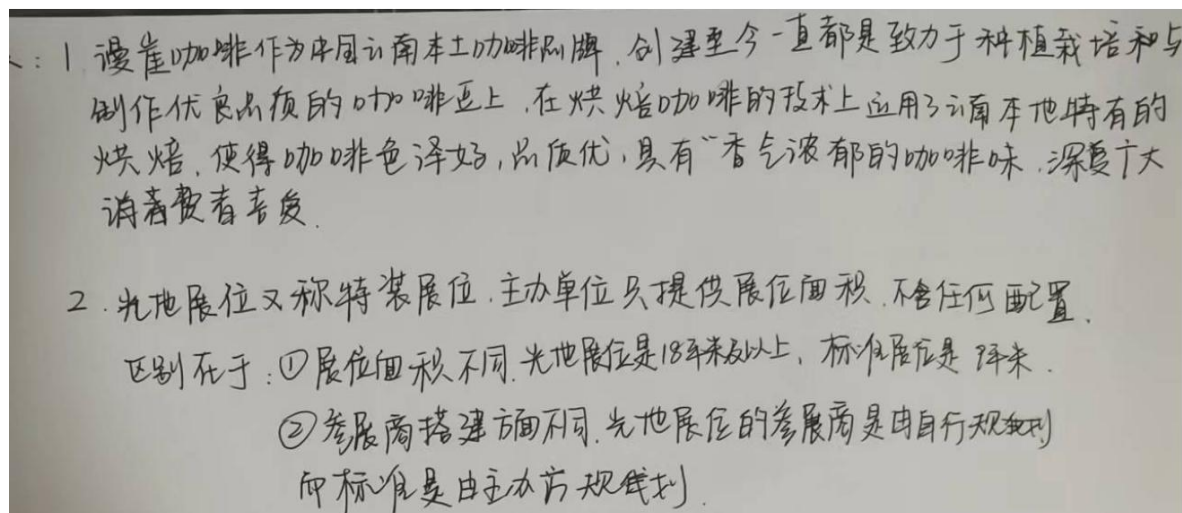 ：1 漫崖咖啡作为中国云南本土咖啡品牌，创建至今一直都是致力于种植栽培和与
制作优良品质的咖啡豆上，在烘焙咖啡的技术上运用了云南本地特有的
烘焙，使得咖啡色泽好，品质优，具有“香气浓郁的咖啡味，深受广大
消费者喜爱．
2．光地展位又称特装展位，主办单位只提供展位面积，不含任何配置．
区别在于：①展位面积不同，光地展位是18平米及以上，标准展位是9平米．
②参展商搭建方面不同，光地展位的参展商是由自行规划
而标准是由主办方规划．